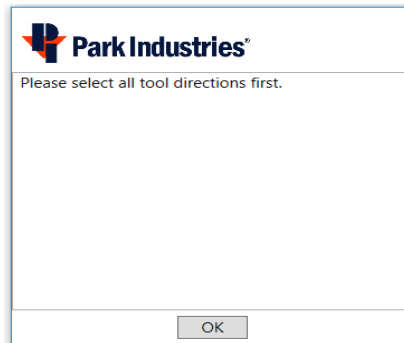 Park Industries®
Please select all tool directions first.
OK